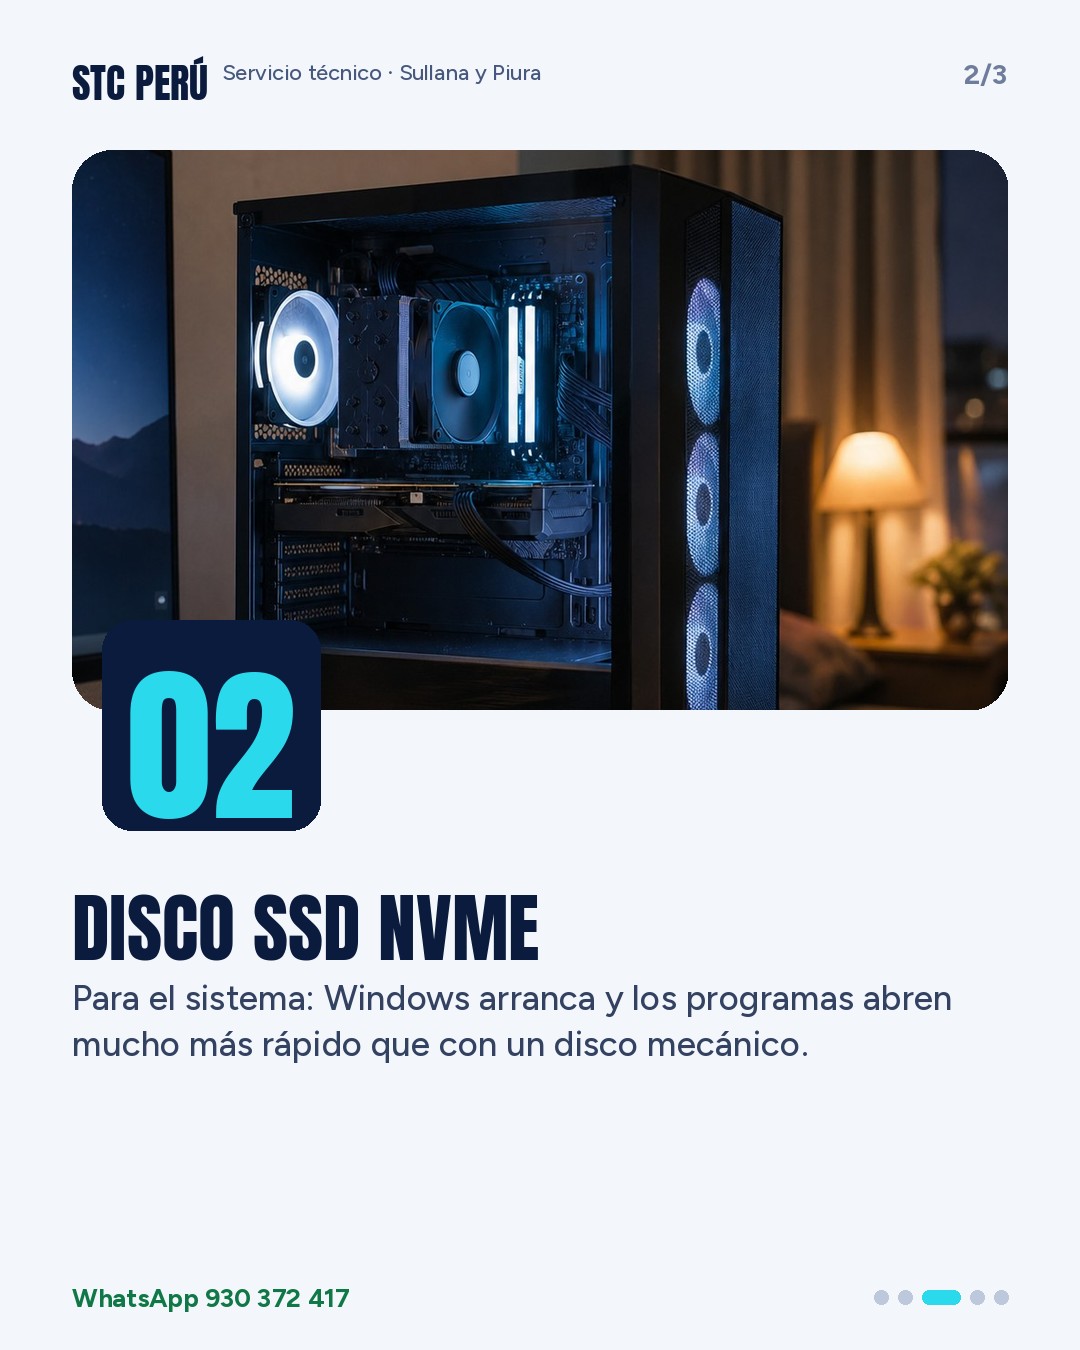 STC PERÚ Servicio técnico · Sullana y Piura 2/3
02
DISCO SSD NVME
Para el sistema: Windows arranca y los programas abren
mucho más rápido que con un disco mecánico.
WhatsApp 930 372 417